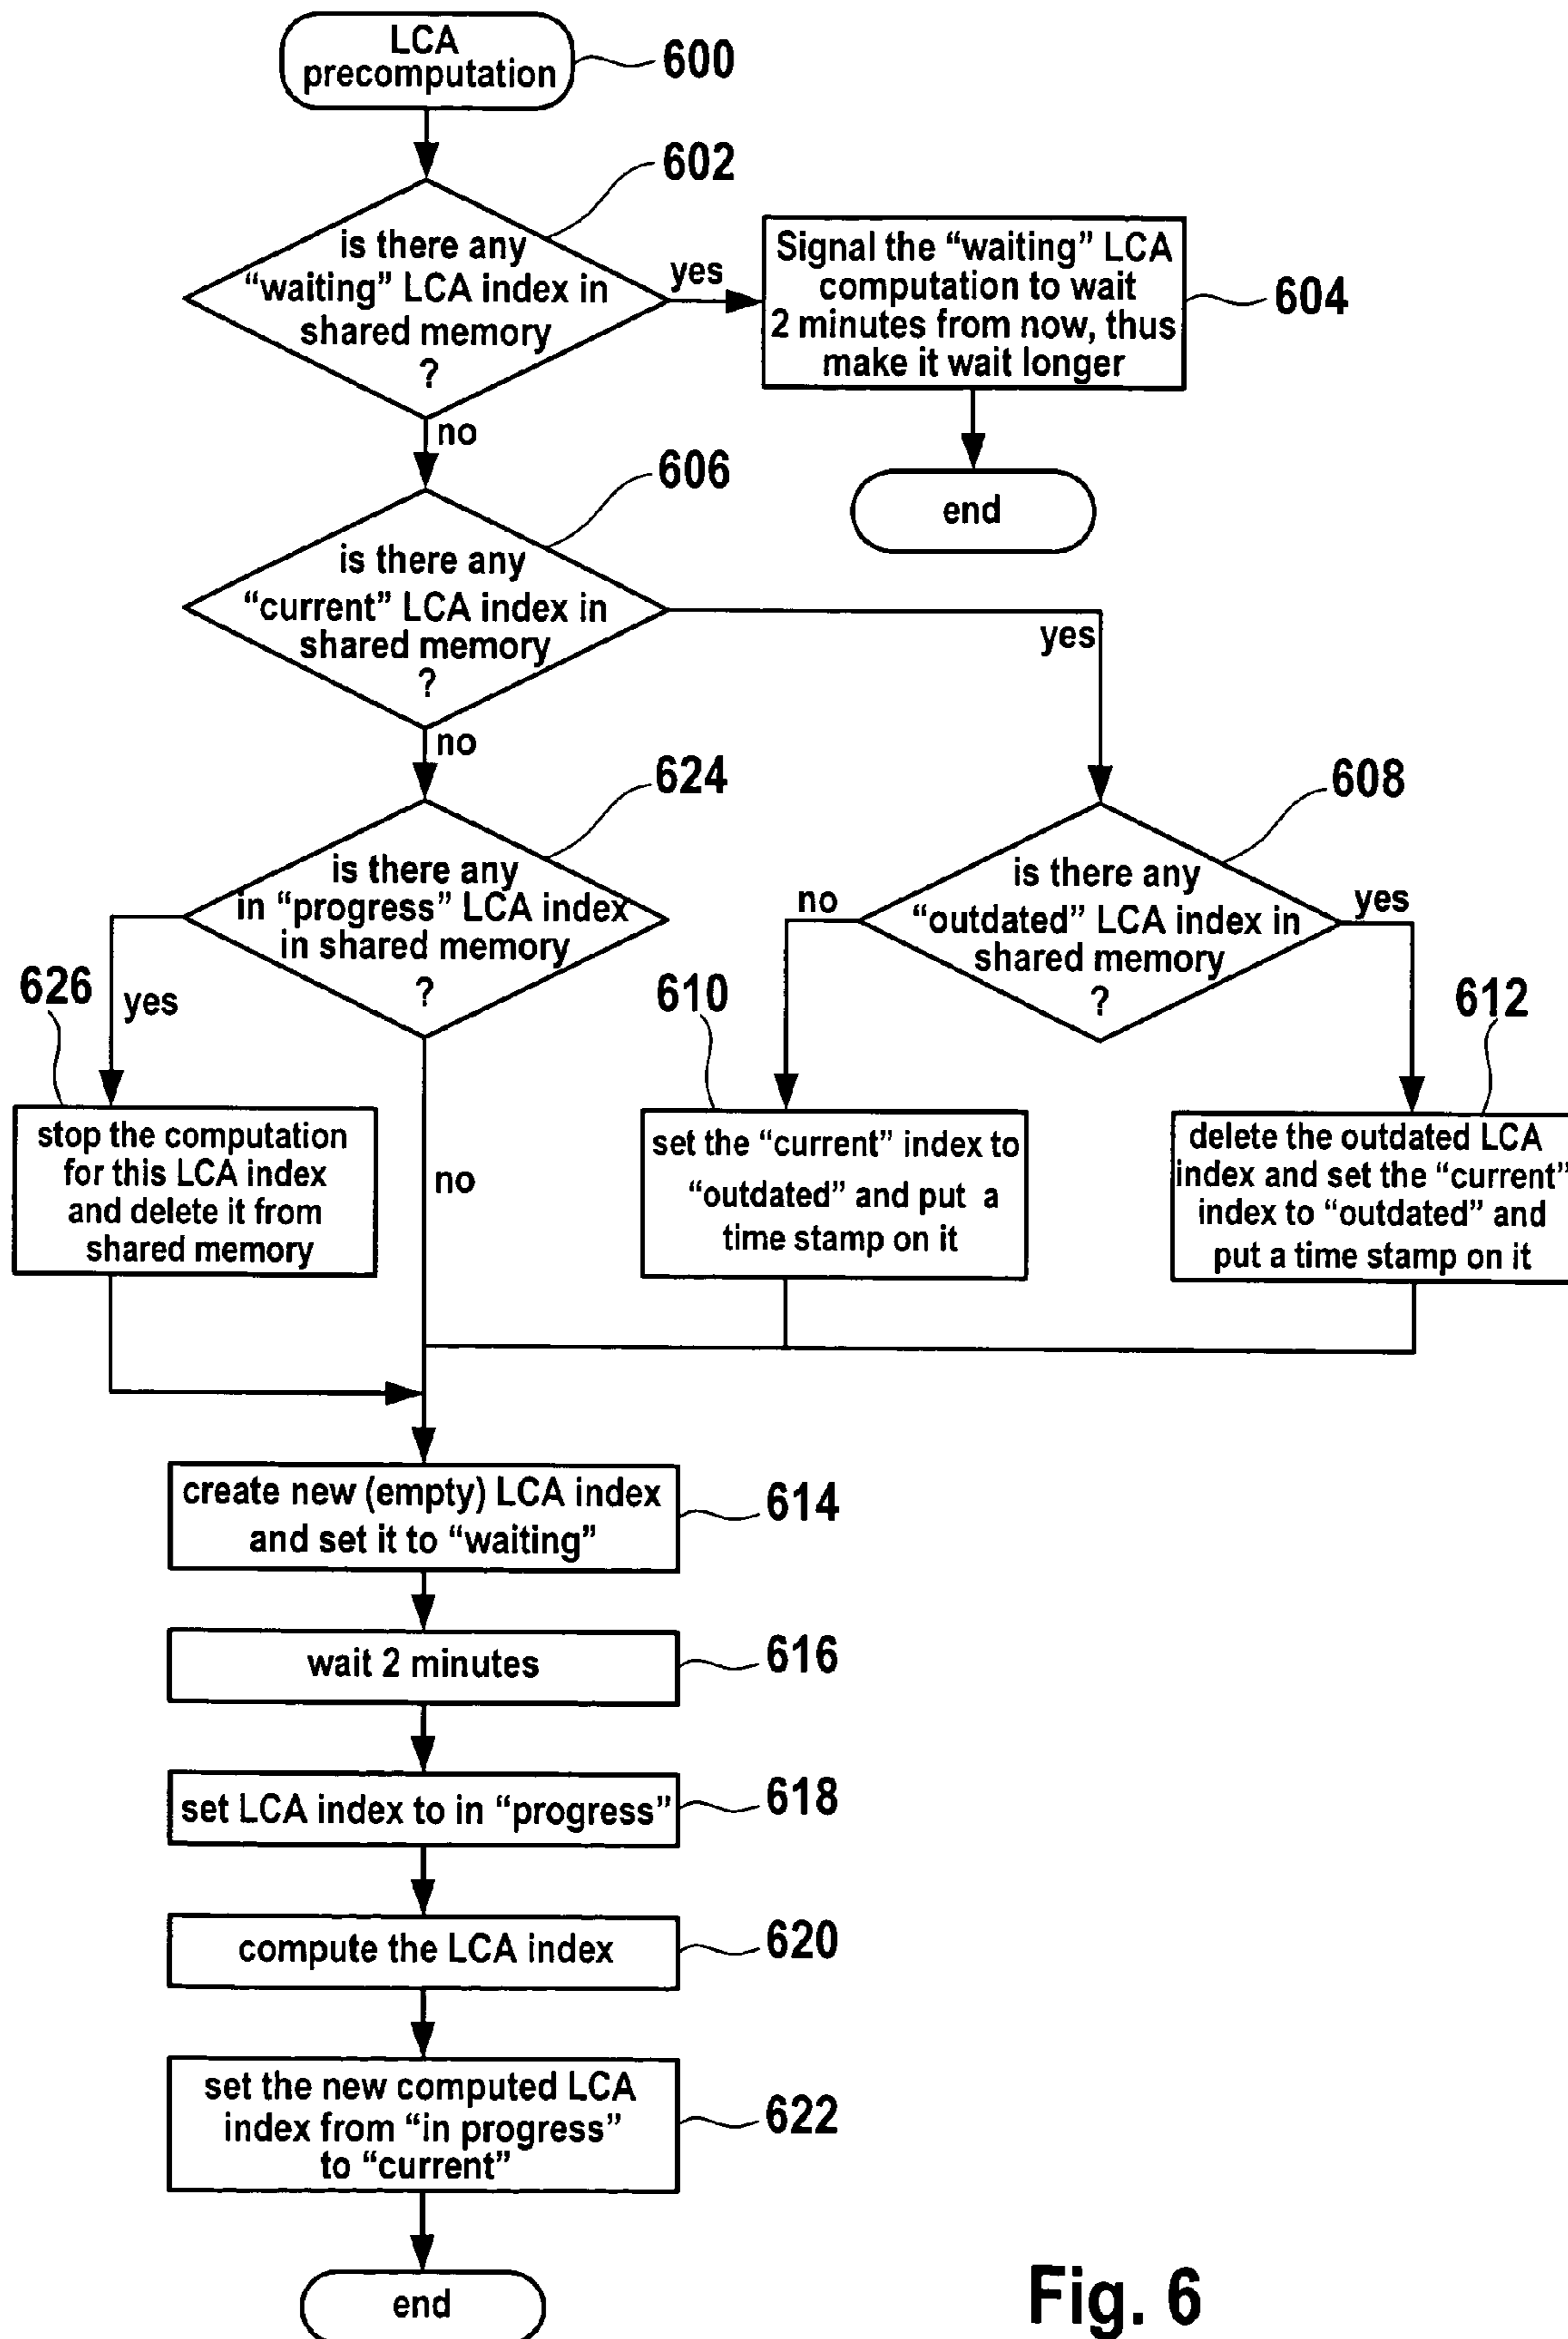 LCA
precomputation
600
602
is there any
“waiting” LCA index in
shared memory
?
yes
Signal the “waiting” LCA
computation to wait
2 minutes from now, thus
make it wait longer
604
no
end
606
is there any
“current” LCA index in
shared memory
?
yes
no
624
is there any
in “progress” LCA index
in shared memory
?
608
is there any
“outdated” LCA index in
shared memory
?
no
yes
626
yes
610
612
stop the computation
for this LCA index
and delete it from
shared memory
no
set the “current” index to
“outdated” and put a
time stamp on it
delete the outdated LCA
index and set the “current”
index to “outdated” and
put a time stamp on it
create new (empty) LCA index
and set it to “waiting”
614
wait 2 minutes
616
set LCA index to in “progress”
618
compute the LCA index
620
set the new computed LCA
index from “in progress”
to “current”
622
end
Fig. 6